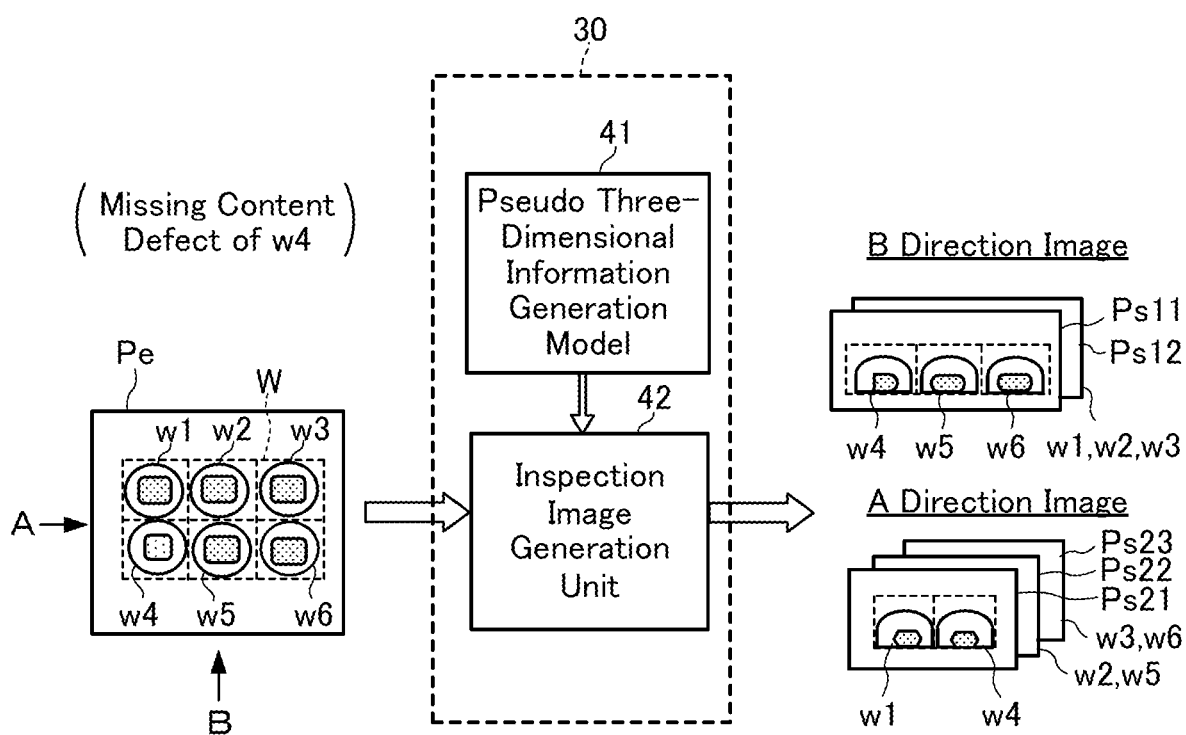 30
41
Pseudo Three-
Dimensional
Information
Generation
Model
( Missing Content
Defect of w4 )
B Direction Image
Ps11
Ps12
w4 w5 w6 w1,w2,w3
Pe
W
w1 w2 w3
A
w4 w5 w6
B
42
Inspection
Image
Generation
Unit
A Direction Image
Ps23
Ps22
Ps21
w3,w6
w2,w5
w1 w4